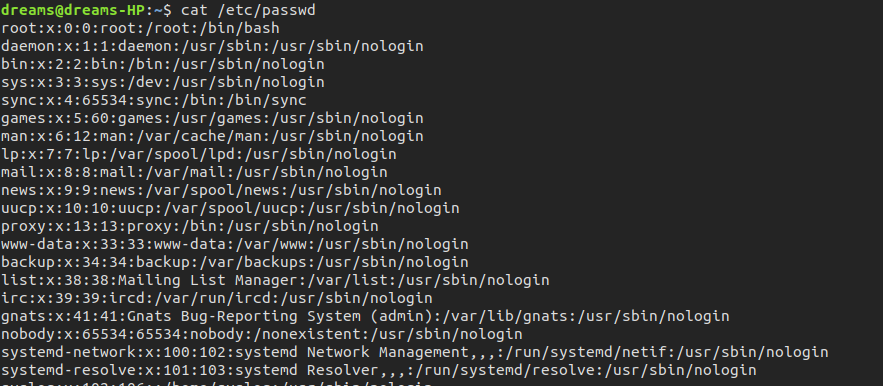 dreams@dreams-HP:~$ cat /etc/passwd
root:x:0:0:root:/root:/bin/bash
daemon:x:1:1:daemon:/usr/sbin:/usr/sbin/nologin
bin:x:2:2:bin:/bin:/usr/sbin/nologin
sys:x:3:3:sys:/dev:/usr/sbin/nologin
sync:x:4:65534:sync:/bin:/bin/sync
games:x:5:60:games:/usr/games:/usr/sbin/nologin
man:x:6:12:man:/var/cache/man:/usr/sbin/nologin
lp:x:7:7:lp:/var/spool/lpd:/usr/sbin/nologin
mail:x:8:8:mail:/var/mail:/usr/sbin/nologin
news:x:9:9:news:/var/spool/news:/usr/sbin/nologin
uucp:x:10:10:uucp:/var/spool/uucp:/usr/sbin/nologin
proxy:x:13:13:proxy:/bin:/usr/sbin/nologin
www-data:x:33:33:www-data:/var/www:/usr/sbin/nologin
backup:x:34:34:backup:/var/backups:/usr/sbin/nologin
list:x:38:38:Mailing List Manager:/var/list:/usr/sbin/nologin
irc:x:39:39:ircd:/var/run/ircd:/usr/sbin/nologin
gnats:x:41:41:Gnats Bug-Reporting System (admin):/var/lib/gnats:/usr/sbin/nologin
nobody:x:65534:65534:nobody:/nonexistent:/usr/sbin/nologin
systemd-network:x:100:102:systemd Network Management,,,:/run/systemd/netif:/usr/sbin/nologin
systemd-resolve:x:101:103:systemd Resolver,,,:/run/systemd/resolve:/usr/sbin/nologin